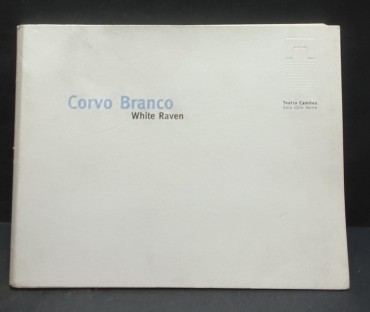 Corvo Branco
White Raven
Teatro Camões